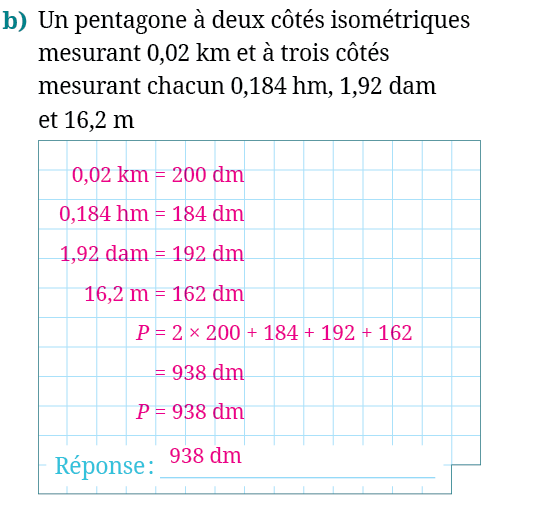 b) Un pentagone à deux côtés isométriques
mesurant 0,02 km et à trois côtés
mesurant chacun 0,184 hm, 1,92 dam
et 16,2 m
0,02 km = 200 dm
0,184 hm = 184 dm
1,92 dam = 192 dm
16,2 m = 162 dm
P = 2 × 200 + 184 + 192 + 162
= 938 dm
P = 938 dm
Réponse : 938 dm